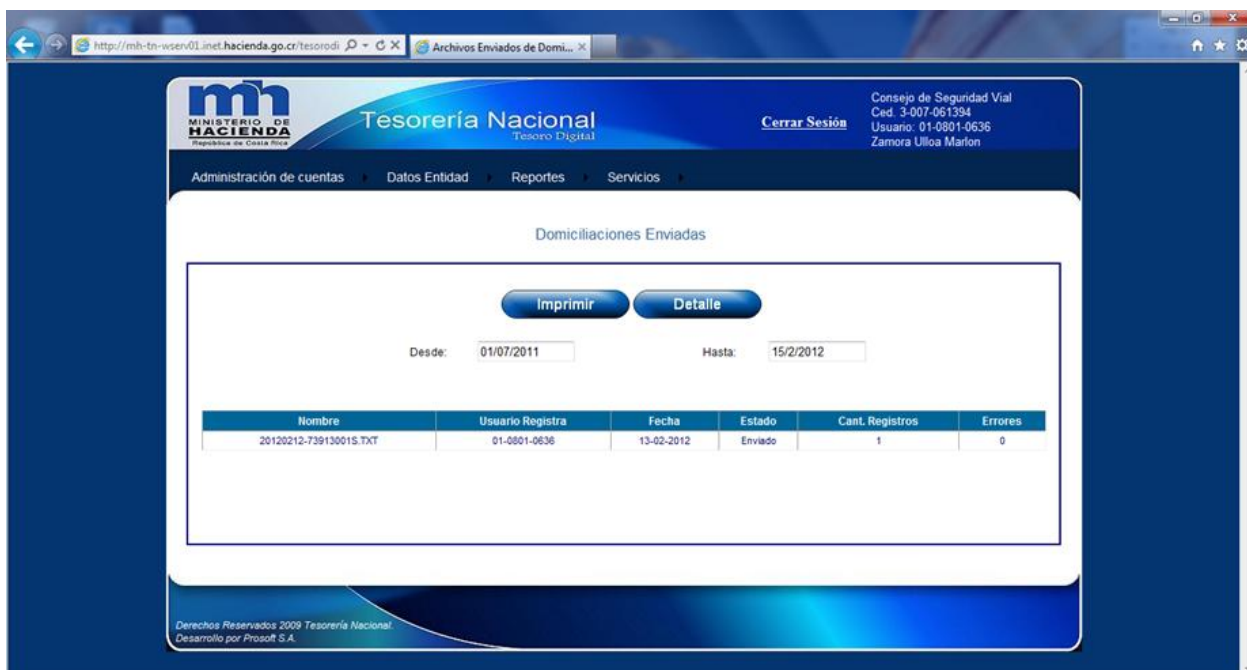 http://mh-tn-wserv01.inet.hacienda.go.cr/tesorodi
Archivos Enviados de Domi...
mh
MINISTERIO DE
HACIENDA
República de Costa Rica
Tesorería Nacional
Tesoro Digital
Cerrar Sesión
Consejo de Seguridad Vial
Ced. 3-007-061394
Usuario: 01-0801-0636
Zamora Ulloa Marlon
Administración de cuentas Datos Entidad Reportes Servicios
Domiciliaciones Enviadas
Imprimir Detalle
Desde: 01/07/2011 Hasta: 15/2/2012
Nombre Usuario Registra Fecha Estado Cant. Registros Errores
20120212-73913001S.TXT 01-0801-0636 13-02-2012 Enviado 1 0
Derechos Reservados 2009 Tesorería Nacional.
Desarrollo por Prosoft S.A.